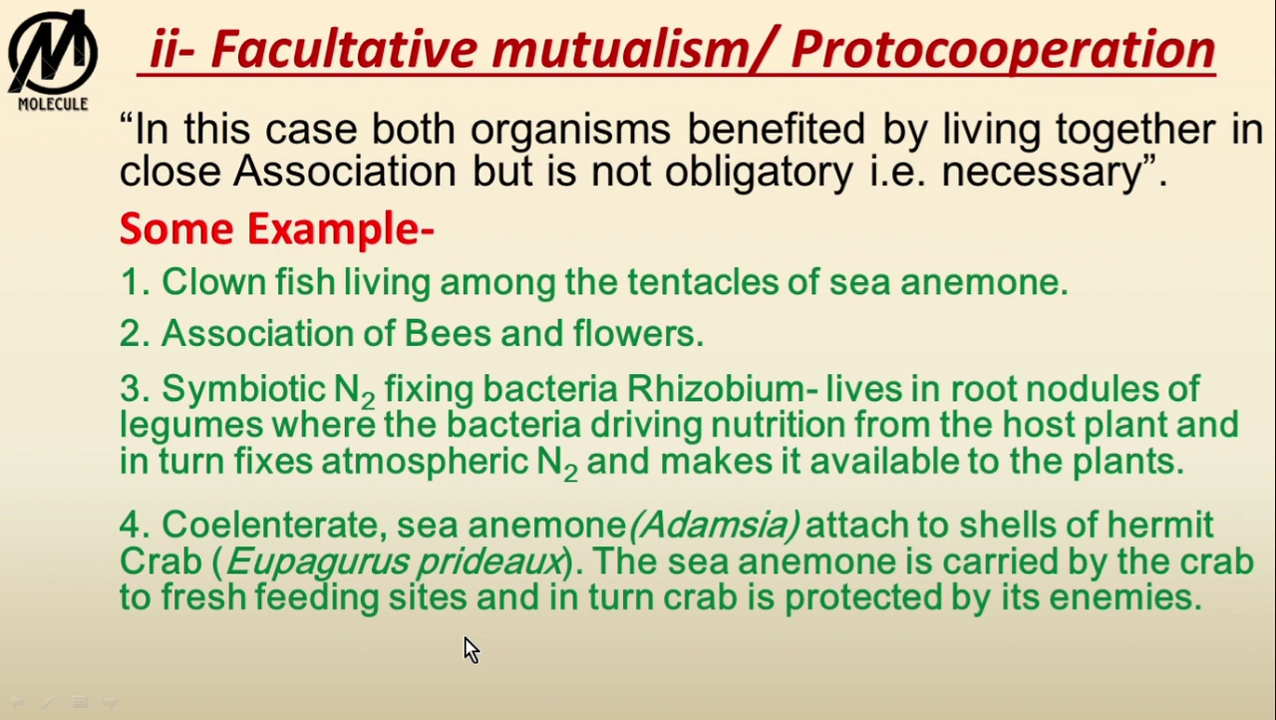 MOLECULE
ii- Facultative mutualism/ Protocooperation
“In this case both organisms benefited by living together in
close Association but is not obligatory i.e. necessary”.
Some Example-
1. Clown fish living among the tentacles of sea anemone.
2. Association of Bees and flowers.
3. Symbiotic N₂ fixing bacteria Rhizobium- lives in root nodules of
legumes where the bacteria driving nutrition from the host plant and
in turn fixes atmospheric N₂ and makes it available to the plants.
4. Coelenterate, sea anemone(Adamsia) attach to shells of hermit
Crab (Eupagurus prideaux). The sea anemone is carried by the crab
to fresh feeding sites and in turn crab is protected by its enemies.